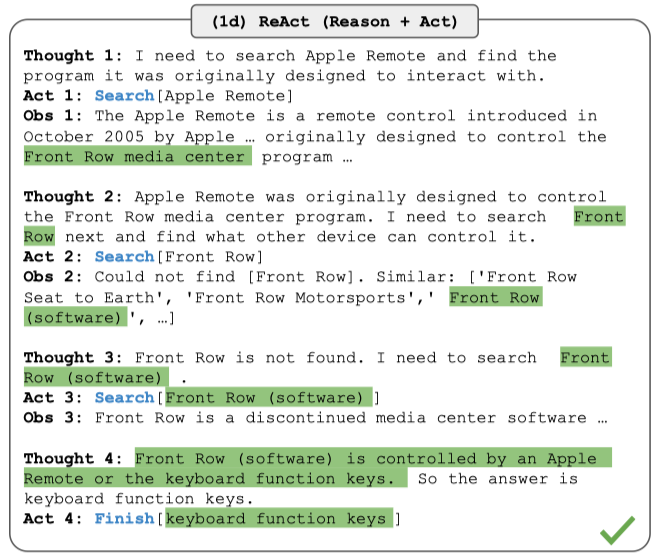 (1d) ReAct (Reason + Act)
Thought 1: I need to search Apple Remote and find the
program it was originally designed to interact with.
Act 1: Search[Apple Remote]
Obs 1: The Apple Remote is a remote control introduced in
October 2005 by Apple … originally designed to control the
Front Row media center program …
Thought 2: Apple Remote was originally designed to control
the Front Row media center program. I need to search Front
Row next and find what other device can control it.
Act 2: Search[Front Row]
Obs 2: Could not find [Front Row]. Similar: ['Front Row
Seat to Earth', 'Front Row Motorsports',' Front Row
(software)', …]
Thought 3: Front Row is not found. I need to search Front
Row (software) .
Act 3: Search[Front Row (software) ]
Obs 3: Front Row is a discontinued media center software …
Thought 4: Front Row (software) is controlled by an Apple
Remote or the keyboard function keys. So the answer is
keyboard function keys.
Act 4: Finish[keyboard function keys ]